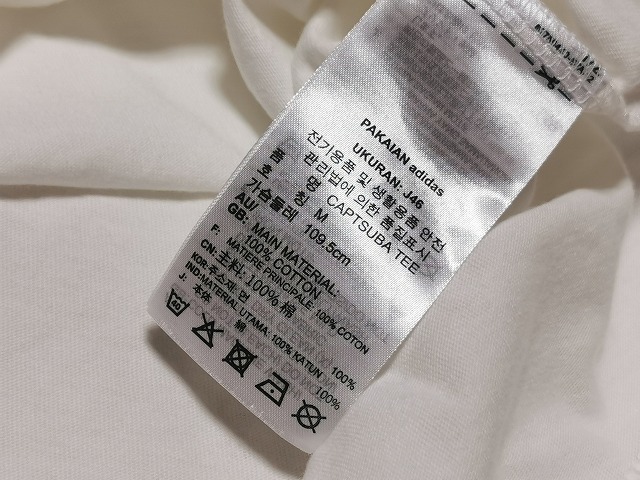 PAKAIAN adidas
UKURAN: J46
전기용품 및 생활용품 안전
관리법에 의한 품질표시
품 명 CAPTSUBA TEE
호 칭 M
가슴둘레 109.5cm
AU/
GB: MAIN MATERIAL:
100% COTTON
F: MATIERE PRINCIPALE: 100% COTON
CN: 主料: 100% 棉
KOR: 주소재: 면 100%
IND: MATERIAL UTAMA: 100% KATUN
J: 本体 綿 100%
40